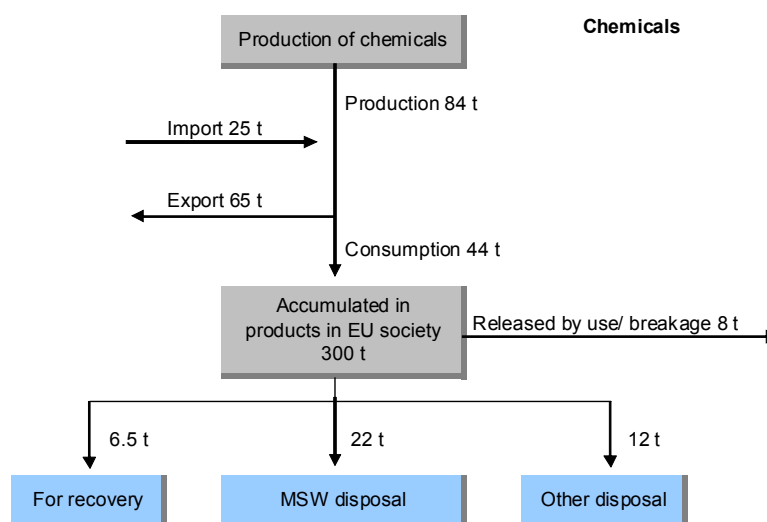 Chemicals
Production of chemicals
Production 84 t
Import 25 t
Export 65 t
Consumption 44 t
Accumulated in
products in EU society
300 t
Released by use/ breakage 8 t
6.5 t
22 t
12 t
For recovery
MSW disposal
Other disposal